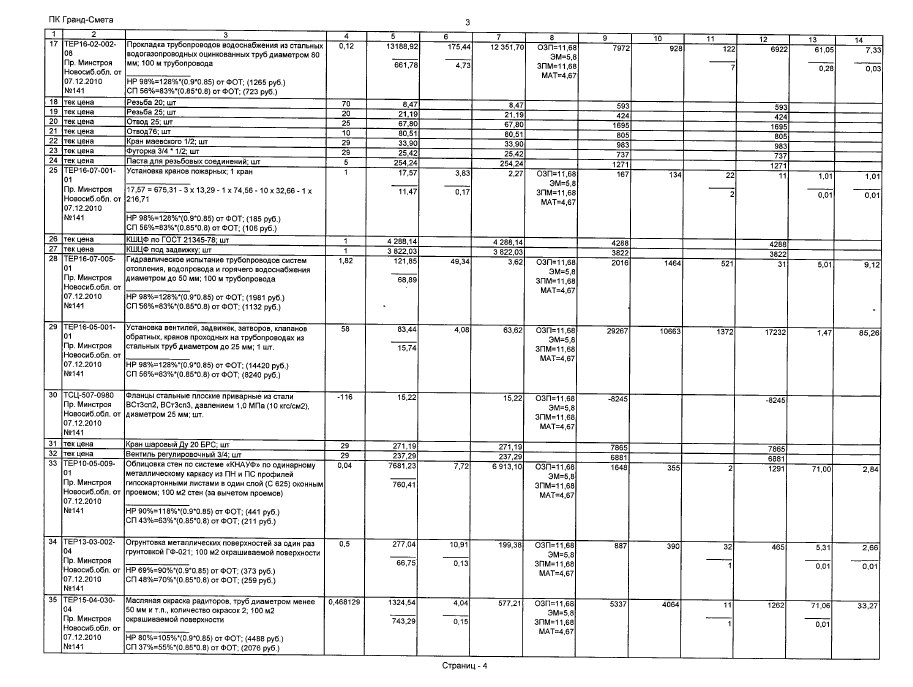 ПК Гранд-Смета
3
1 2 3 4 5 6 7 8 9 10 11 12 13 14
17 ТЕР16-02-002- Прокладка трубопроводов водоснабжения из стальных 0,12 13188,92 175,44 12 351,70 ОЗП=11,68 7972 928 122 6922 61,05 7,33
08 водогазопроводных оцинкованных труб диаметром 80 ЭМ=5,8
Пр. Минстроя мм; 100 м трубопровода 661,78 4,73 ЗПМ=11,68 7 0,28 0,03
Новосиб.обл. от МАТ=4,67
07.12.2010 НР 98%=128%*(0.9*0.85) от ФОТ; (1265 руб.)
№141 СП 56%=83%*(0.85*0.8) от ФОТ; (723 руб.)
18 тек цена Резьба 20; шт 70 8,47 8,47 593 593
19 тек цена Резьба 25; шт 20 21,19 21,19 424 424
20 тек цена Отвод 25; шт 25 67,80 67,80 1695 1695
21 тек цена Отвод76; шт 10 80,51 80,51 805 805
22 тек цена Кран маевского 1/2; шт 29 33,90 33,90 983 983
23 тек цена Футорка 3/4 * 1/2; шт 29 25,42 25,42 737 737
24 тек цена Паста для резьбовых соединений; шт 5 254,24 254,24 1271 1271
25 ТЕР16-07-001- Установка кранов пожарных; 1 кран 1 17,57 3,83 2,27 ОЗП=11,68 167 134 22 11 1,01 1,01
01 ЭМ=5,8
Пр. Минстроя 17,57 = 675,31 - 3 x 13,29 - 1 x 74,56 - 10 x 32,66 - 1 x 11,47 0,17 ЗПМ=11,68 2 0,01 0,01
Новосиб.обл. от 216,71 МАТ=4,67
07.12.2010
№141 НР 98%=128%*(0.9*0.85) от ФОТ; (185 руб.)
СП 56%=83%*(0.85*0.8) от ФОТ; (106 руб.)
26 тек цена КШЦФ по ГОСТ 21345-78; шт 1 4 288,14 4 288,14 4288 4288
27 тек цена КШЦФ под задвижку; шт 1 3 822,03 3 822,03 3822 3822
28 ТЕР16-07-005- Гидравлическое испытание трубопроводов систем 1,82 121,85 49,34 3,62 ОЗП=11,68 2016 1464 521 31 5,01 9,12
01 отопления, водопровода и горячего водоснабжения ЭМ=5,8
Пр. Минстроя диаметром до 50 мм; 100 м трубопровода 68,89 ЗПМ=11,68
Новосиб.обл. от МАТ=4,67
07.12.2010 НР 98%=128%*(0.9*0.85) от ФОТ; (1981 руб.)
№141 СП 56%=83%*(0.85*0.8) от ФОТ; (1132 руб.)
29 ТЕР16-05-001- Установка вентилей, задвижек, затворов, клапанов 58 83,44 4,08 63,62 ОЗП=11,68 29267 10663 1372 17232 1,47 85,26
01 обратных, кранов проходных на трубопроводах из ЭМ=5,8
Пр. Минстроя стальных труб диаметром до 25 мм; 1 шт. 15,74 ЗПМ=11,68
Новосиб.обл. от МАТ=4,67
07.12.2010 НР 98%=128%*(0.9*0.85) от ФОТ; (14420 руб.)
№141 СП 56%=83%*(0.85*0.8) от ФОТ; (8240 руб.)
30 ТСЦ-507-0980 Фланцы стальные плоские приварные из стали -116 15,22 15,22 ОЗП=11,68 -8245 -8245
Пр. Минстроя ВСт3сп2, ВСт3сп3, давлением 1,0 МПа (10 кгс/см2), ЭМ=5,8
Новосиб.обл. от диаметром 25 мм; шт. ЗПМ=11,68
07.12.2010 МАТ=4,67
№141
31 тек цена Кран шаровый Ду 20 БРС; шт 29 271,19 271,19 7865 7865
32 тек цена Вентиль регулировочный 3/4; шт 29 237,29 237,29 6881 6881
33 ТЕР10-05-009- Облицовка стен по системе «КНАУФ» по одинарному 0,04 7681,23 7,72 6 913,10 ОЗП=11,68 1648 355 2 1291 71,00 2,84
01 металлическому каркасу из ПН и ПС профилей ЭМ=5,8
Пр. Минстроя гипсокартонными листами в один слой (С 625) оконным 760,41 ЗПМ=11,68
Новосиб.обл. от проемом; 100 м2 стен (за вычетом проемов) МАТ=4,67
07.12.2010
№141 НР 90%=118%*(0.9*0.85) от ФОТ; (441 руб.)
СП 43%=63%*(0.85*0.8) от ФОТ; (211 руб.)
34 ТЕР13-03-002- Огрунтовка металлических поверхностей за один раз 0,5 277,04 10,91 199,38 ОЗП=11,68 887 390 32 465 5,31 2,66
04 грунтовкой ГФ-021; 100 м2 окрашиваемой поверхности ЭМ=5,8
Пр. Минстроя 66,75 0,13 ЗПМ=11,68 1 0,01 0,01
Новосиб.обл. от НР 69%=90%*(0.9*0.85) от ФОТ; (373 руб.) МАТ=4,67
07.12.2010 СП 48%=70%*(0.85*0.8) от ФОТ; (259 руб.)
№141
35 ТЕР15-04-030- Масляная окраска радиторов, труб диаметром менее 0,468129 1324,54 4,04 577,21 ОЗП=11,68 5337 4064 11 1262 71,06 33,27
04 50 мм и т.п., количество окрасок 2; 100 м2 ЭМ=5,8
Пр. Минстроя окрашиваемой поверхности 743,29 0,15 ЗПМ=11,68 1 0,01
Новосиб.обл. от МАТ=4,67
07.12.2010 НР 80%=105%*(0.9*0.85) от ФОТ; (4488 руб.)
№141 СП 37%=55%*(0.85*0.8) от ФОТ; (2076 руб.)
Страниц - 4